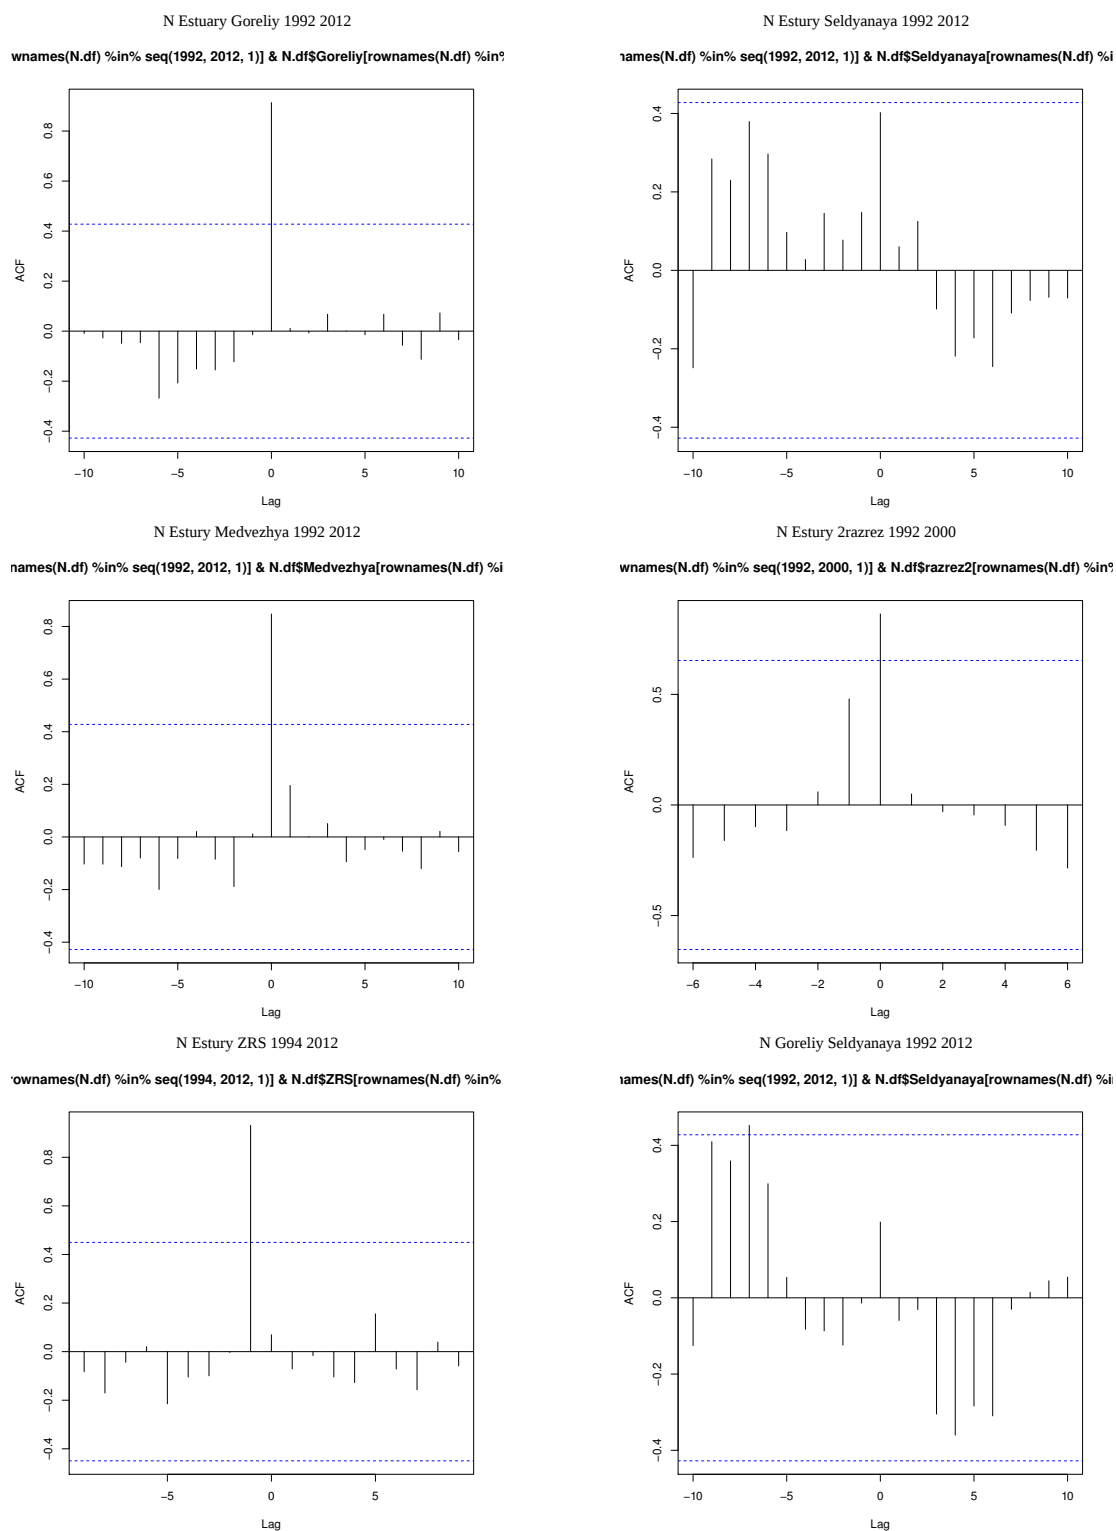 N Estuary Goreliy 1992 2012
wnames(N.df) %in% seq(1992, 2012, 1)] & N.df$Goreliy[rownames(N.df) %in%
ACF
0.8
0.6
0.4
0.2
0.0
−0.2
−0.4
−10 −5 0 5 10
Lag
N Estury Seldyanaya 1992 2012
names(N.df) %in% seq(1992, 2012, 1)] & N.df$Seldyanaya[rownames(N.df) %i
ACF
0.4
0.2
0.0
−0.2
−0.4
−10 −5 0 5 10
Lag
N Estury Medvezhya 1992 2012
names(N.df) %in% seq(1992, 2012, 1)] & N.df$Medvezhya[rownames(N.df) %i
ACF
0.8
0.6
0.4
0.2
0.0
−0.2
−0.4
−10 −5 0 5 10
Lag
N Estury 2razrez 1992 2000
wnames(N.df) %in% seq(1992, 2000, 1)] & N.df$razrez2[rownames(N.df) %in%
ACF
0.5
0.0
−0.5
−6 −4 −2 0 2 4 6
Lag
N Estury ZRS 1994 2012
rownames(N.df) %in% seq(1994, 2012, 1)] & N.df$ZRS[rownames(N.df) %in%
ACF
0.8
0.6
0.4
0.2
0.0
−0.2
−0.4
−5 0 5
Lag
N Goreliy Seldyanaya 1992 2012
names(N.df) %in% seq(1992, 2012, 1)] & N.df$Seldyanaya[rownames(N.df) %i
ACF
0.4
0.2
0.0
−0.2
−0.4
−10 −5 0 5 10
Lag